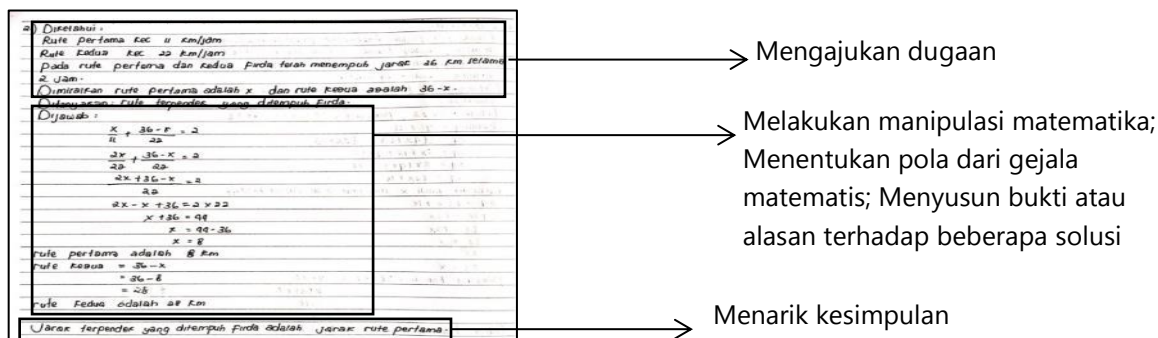 a) Diketahui :
Rute pertama kec 11 km/jam
Rute kedua kec 22 km/jam
Pada rute pertama dan kedua Firda telah menempuh jarak 36 km selama
2 jam.
Dimisalkan rute pertama adalah x dan rute kedua adalah 36-x.
Ditanyakan : rute terpendek yang ditempuh Firda.
Dijawab :
x/11 + 36-x/22 = 2
2x/22 + 36-x/22 = 2
2x+36-x/22 = 2
2x - x + 36 = 2 x 22
x + 36 = 44
x = 44-36
x = 8
rute pertama adalah 8 km
rute kedua = 36-x
= 36-8
= 28
rute kedua adalah 28 km
Jarak terpendek yang ditempuh Firda adalah jarak rute pertama.
Mengajukan dugaan
Melakukan manipulasi matematika;
Menentukan pola dari gejala
matematis; Menyusun bukti atau
alasan terhadap beberapa solusi
Menarik kesimpulan